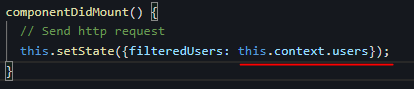 componentDidMount() {
// Send http request
this.setState({filteredUsers: this.context.users});
}